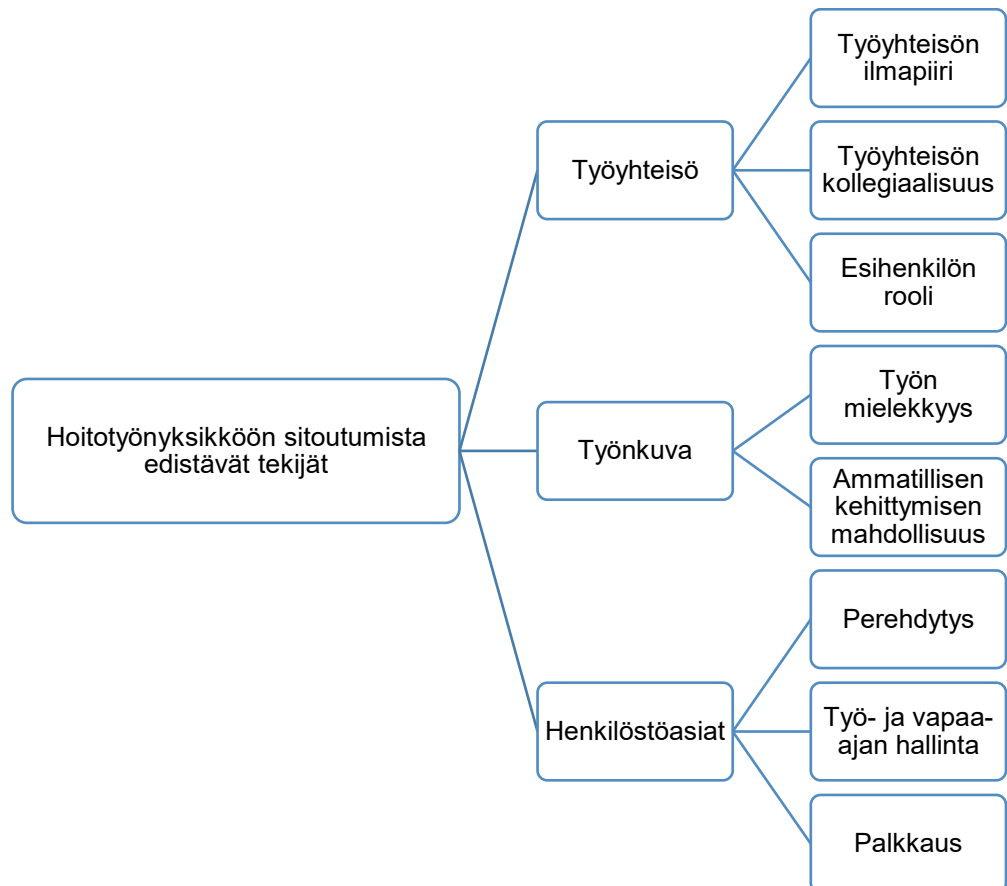 Työyhteisön
ilmapiiri
Työyhteisö
Työyhteisön
kollegiaalisuus
Esihenkilön
rooli
Hoitotyönyksikköön sitoutumista
edistävät tekijät
Työnkuva
Työn
mielekkyys
Ammatillisen
kehittymisen
mahdollisuus
Henkilöstöasiat
Perehdytys
Työ- ja vapaa-
ajan hallinta
Palkkaus